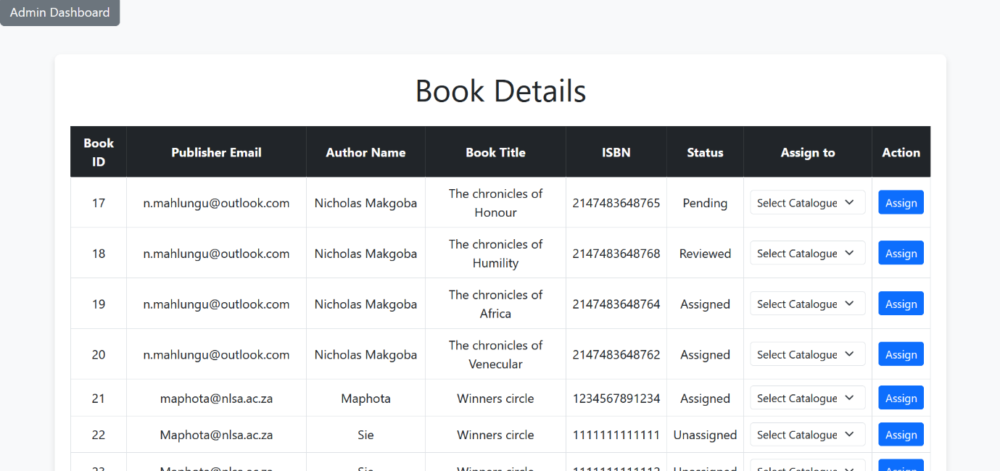 Admin Dashboard
Book Details
Book ID Publisher Email Author Name Book Title ISBN Status Assign to Action
17 n.mahlungu@outlook.com Nicholas Makgoba The chronicles of Honour 2147483648765 Pending Select Catalogue Assign
18 n.mahlungu@outlook.com Nicholas Makgoba The chronicles of Humility 2147483648768 Reviewed Select Catalogue Assign
19 n.mahlungu@outlook.com Nicholas Makgoba The chronicles of Africa 2147483648764 Assigned Select Catalogue Assign
20 n.mahlungu@outlook.com Nicholas Makgoba The chronicles of Venecular 2147483648762 Assigned Select Catalogue Assign
21 maphota@nlsa.ac.za Maphota Winners circle 1234567891234 Assigned Select Catalogue Assign
22 Maphota@nlsa.ac.za Sie Winners circle 1111111111111 Unassigned Select Catalogue Assign
23 Maphota@nlsa.ac.za Sie Winners circle 1111111111112 Unassigned Select Catalogue Assign